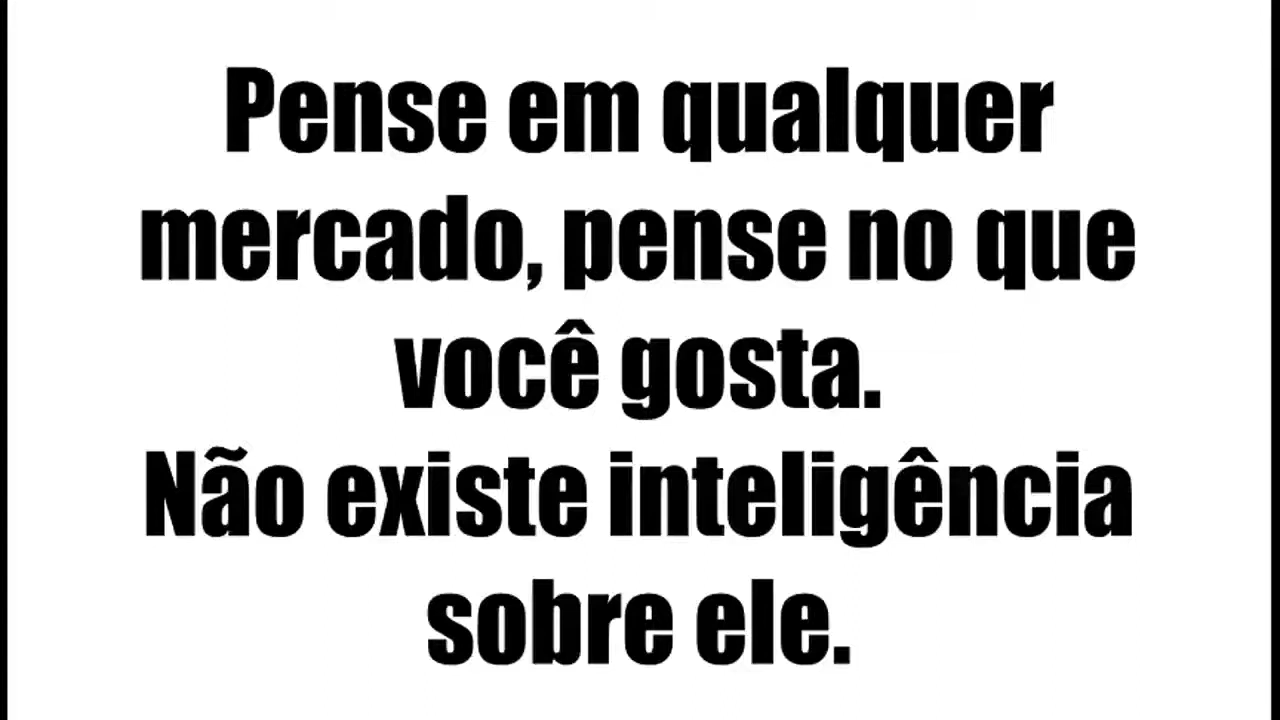 Pense em qualquer
mercado, pense no que
você gosta.
Não existe inteligência
sobre ele.